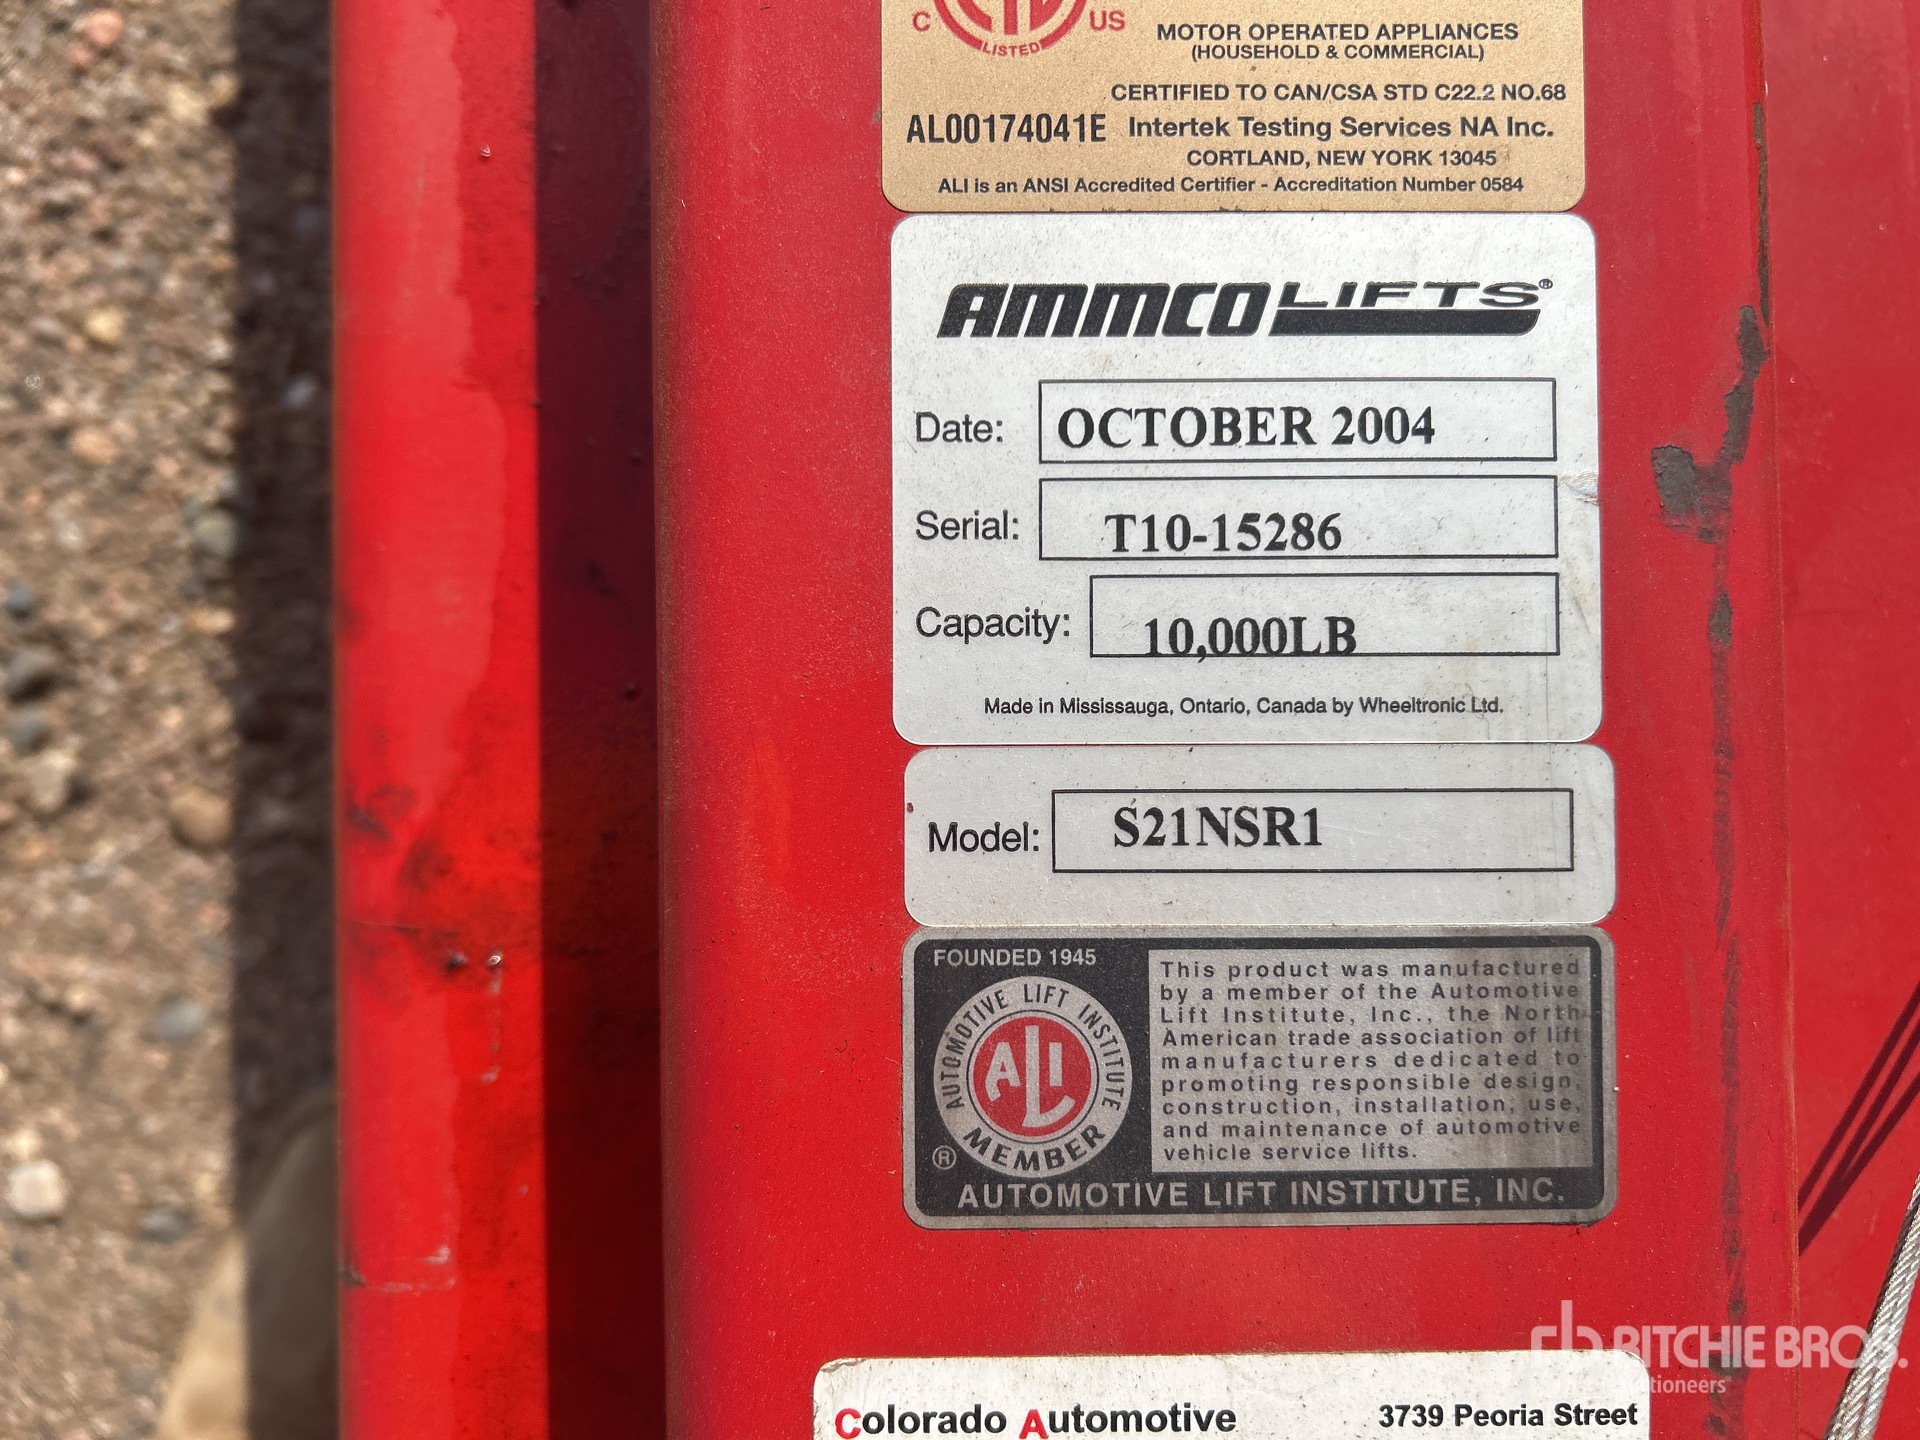 C ETL US
LISTED
MOTOR OPERATED APPLIANCES
(HOUSEHOLD & COMMERCIAL)
CERTIFIED TO CAN/CSA STD C22.2 NO.68
AL00174041E Intertek Testing Services NA Inc.
CORTLAND, NEW YORK 13045
ALI is an ANSI Accredited Certifier - Accreditation Number 0584
AMMCO LIFTS®
Date: OCTOBER 2004
Serial: T10-15286
Capacity: 10,000LB
Made in Mississauga, Ontario, Canada by Wheeltronic Ltd.
Model: S21NSR1
FOUNDED 1945
AUTOMOTIVE LIFT INSTITUTE
ALI
MEMBER
®
This product was manufactured
by a member of the Automotive
Lift Institute, Inc., the North
American trade association of lift
manufacturers dedicated to
promoting responsible design,
construction, installation, use,
and maintenance of automotive
vehicle service lifts.
AUTOMOTIVE LIFT INSTITUTE, INC.
rb RITCHIE BROS.
Auctioneers
Colorado Automotive 3739 Peoria Street